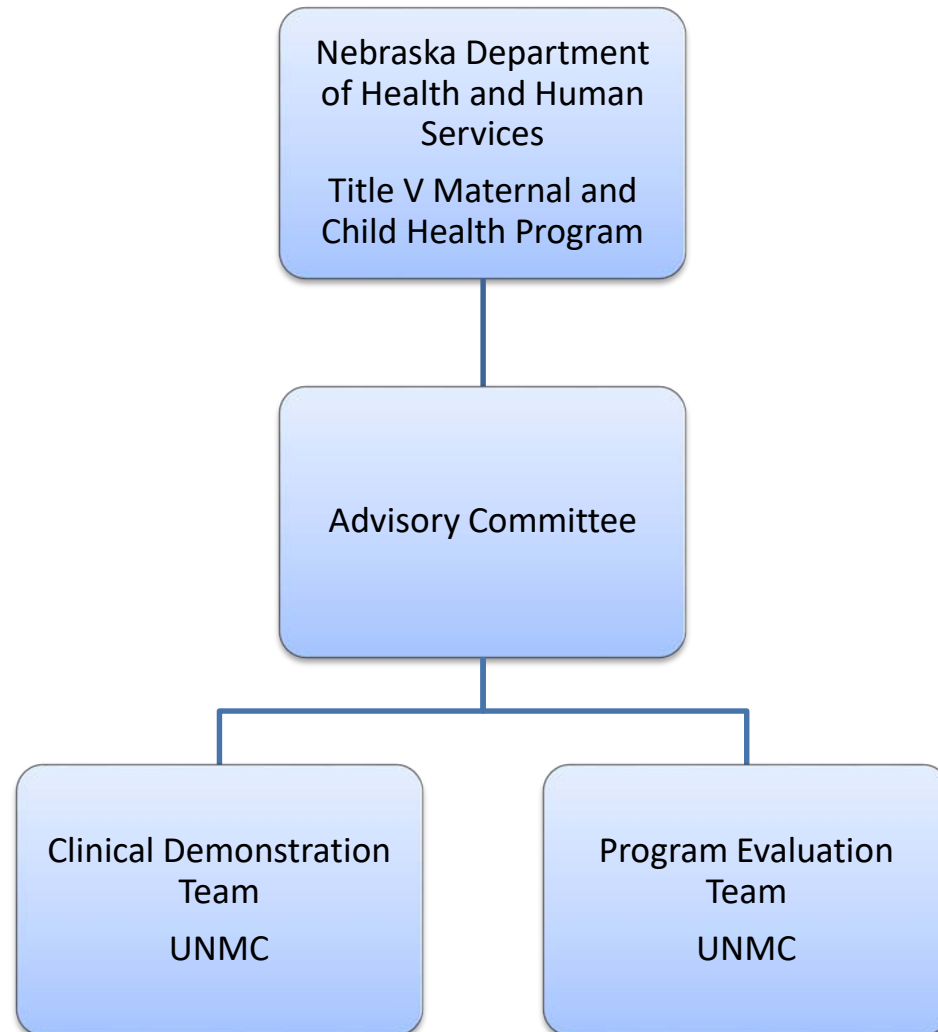 Nebraska Department
of Health and Human
Services
Title V Maternal and
Child Health Program
Advisory Committee
Clinical Demonstration
Team
UNMC
Program Evaluation
Team
UNMC